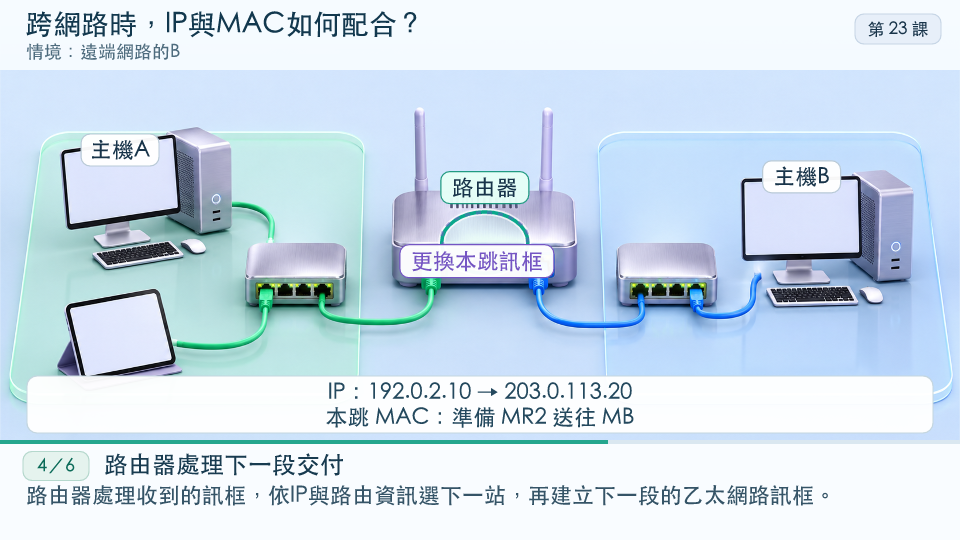 跨網路時，IP與MAC如何配合？
情境：遠端網路的B
第 23 課
主機A
路由器
主機B
更換本跳訊框
IP：192.0.2.10 → 203.0.113.20
本跳 MAC：準備 MR2 送往 MB
4／6 路由器處理下一段交付
路由器處理收到的訊框，依IP與路由資訊選下一站，再建立下一段的乙太網路訊框。